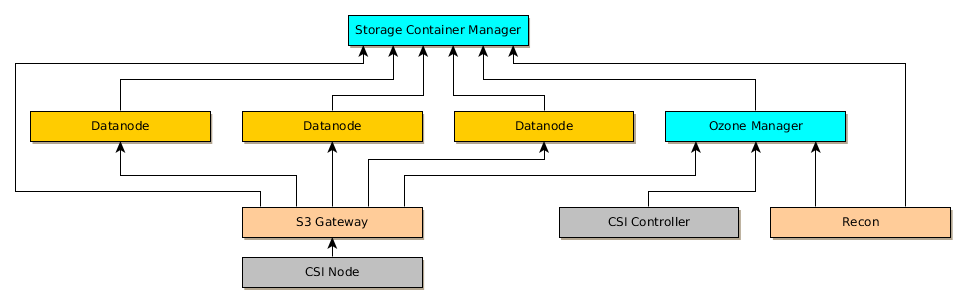 Storage Container Manager
Datanode
Datanode
Datanode
Ozone Manager
S3 Gateway
CSI Controller
Recon
CSI Node